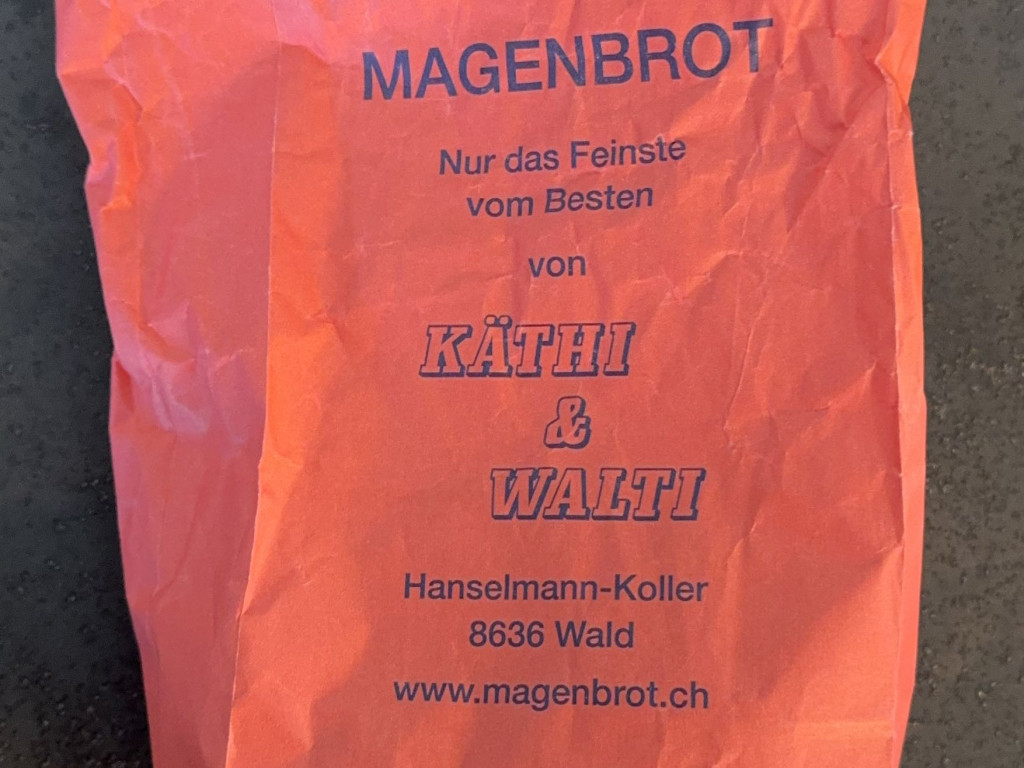 MAGENBROT
Nur das Feinste
vom Besten
von
KÄTHI
&
WALTI
Hanselmann-Koller
8636 Wald
www.magenbrot.ch